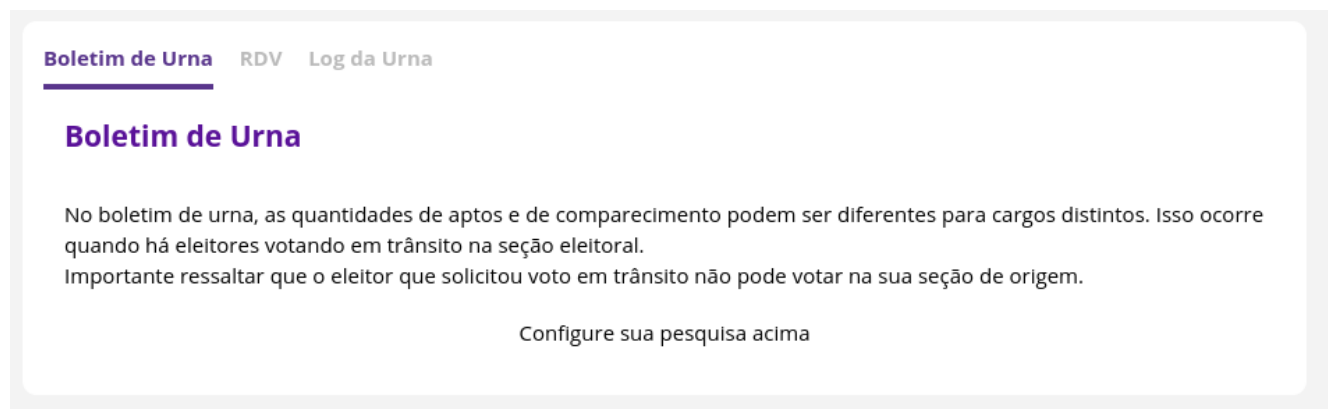 Boletim de Urna RDV Log da Urna
Boletim de Urna
No boletim de urna, as quantidades de aptos e de comparecimento podem ser diferentes para cargos distintos. Isso ocorre
quando há eleitores votando em trânsito na seção eleitoral.
Importante ressaltar que o eleitor que solicitou voto em trânsito não pode votar na sua seção de origem.
Configure sua pesquisa acima